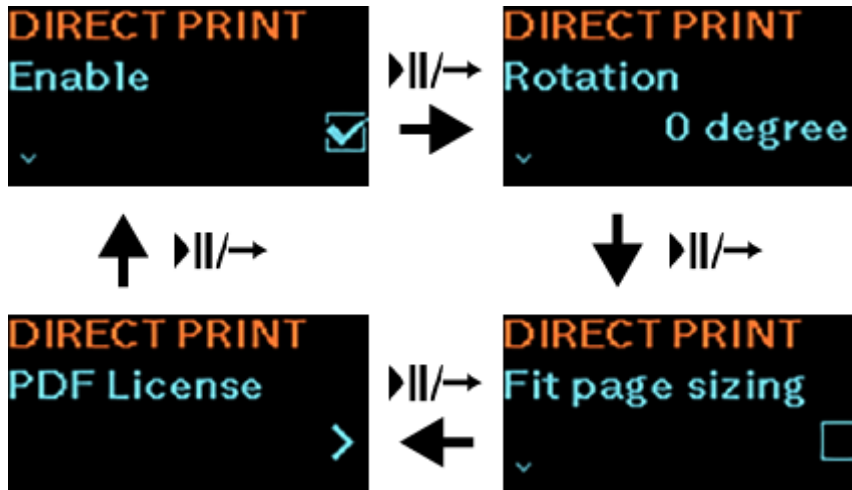 DIRECT PRINT
Enable
/
DIRECT PRINT
Rotation
0 degree
/
/
DIRECT PRINT
PDF License
/
DIRECT PRINT
Fit page sizing